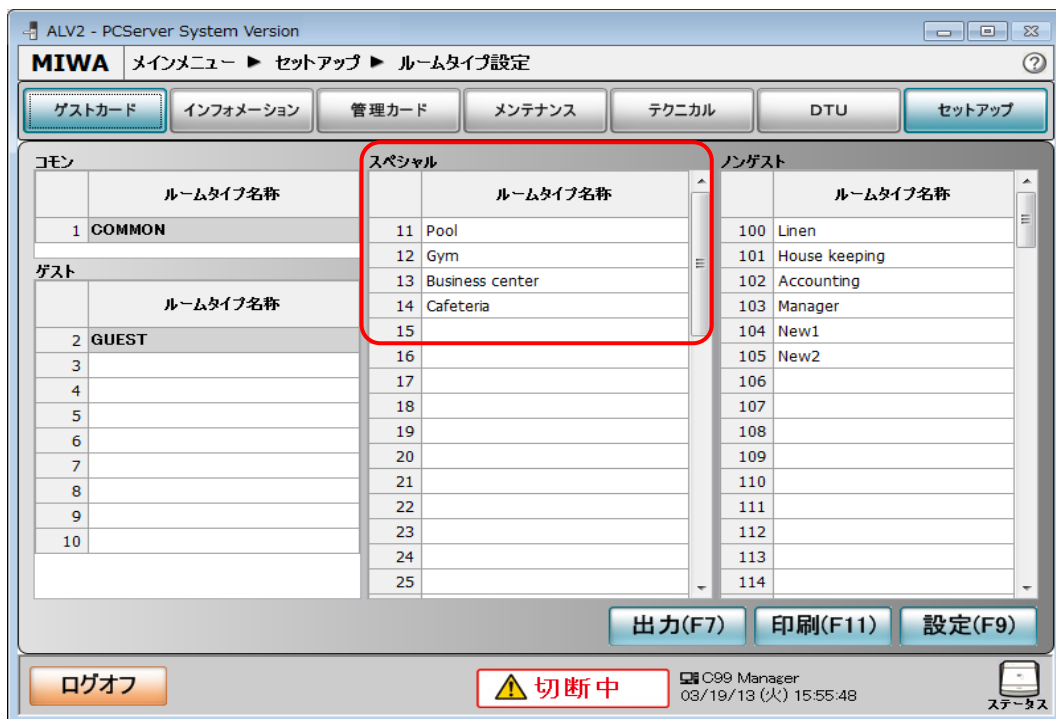 ALV2 - PCServer System Version
MIWA メインメニュー ▶ セットアップ ▶ ルームタイプ設定
ゲストカード インフォメーション 管理カード メンテナンス テクニカル DTU セットアップ
コモン
ルームタイプ名称
1 COMMON
ゲスト
ルームタイプ名称
2 GUEST
3
4
5
6
7
8
9
10
スペシャル
ルームタイプ名称
11 Pool
12 Gym
13 Business center
14 Cafeteria
15
16
17
18
19
20
21
22
23
24
25
ノンゲスト
ルームタイプ名称
100 Linen
101 House keeping
102 Accounting
103 Manager
104 New1
105 New2
106
107
108
109
110
111
112
113
114
出力(F7) 印刷(F11) 設定(F9)
ログオフ
切断中
C99 Manager
03/19/13 (火) 15:55:48
ステータス